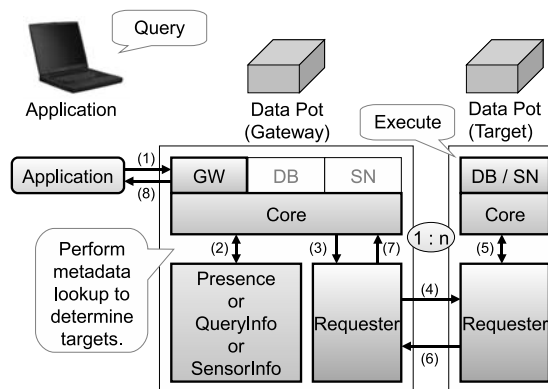 Query
Application
Data Pot
(Gateway)
Data Pot
(Target)
Execute
Application
(1)
(8)
GW
DB
SN
Core
DB / SN
Core
1 : n
Perform
metadata
lookup to
determine
targets.
(2)
(3)
(7)
(5)
Presence
or
QueryInfo
or
SensorInfo
Requester
(4)
(6)
Requester